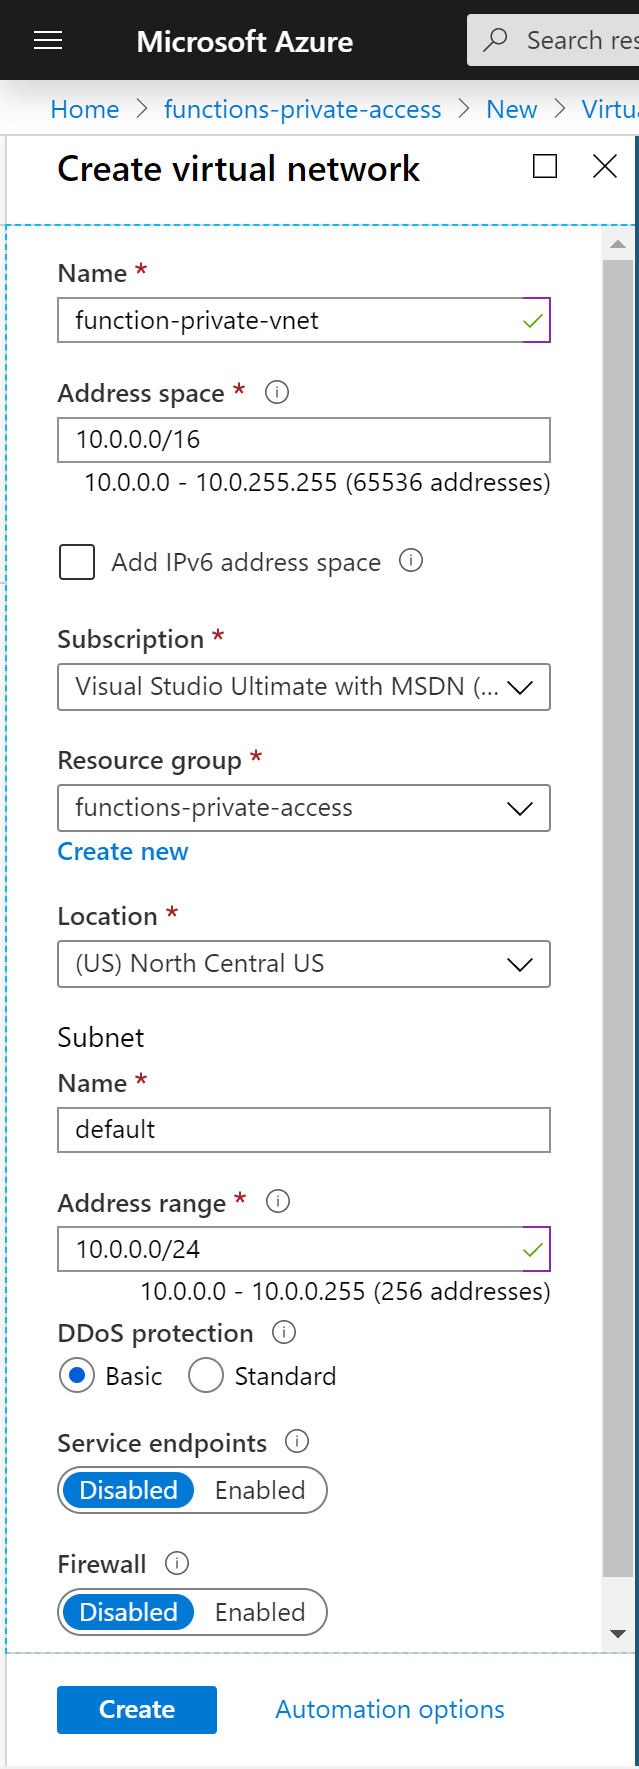 Microsoft Azure
Search res
Home > functions-private-access > New > Virtu
Create virtual network
Name *
function-private-vnet
Address space *
10.0.0.0/16
10.0.0.0 - 10.0.255.255 (65536 addresses)
Add IPv6 address space
Subscription *
Visual Studio Ultimate with MSDN (...
Resource group *
functions-private-access
Create new
Location *
(US) North Central US
Subnet
Name *
default
Address range *
10.0.0.0/24
10.0.0.0 - 10.0.0.255 (256 addresses)
DDoS protection
Basic Standard
Service endpoints
Disabled Enabled
Firewall
Disabled Enabled
Create Automation options